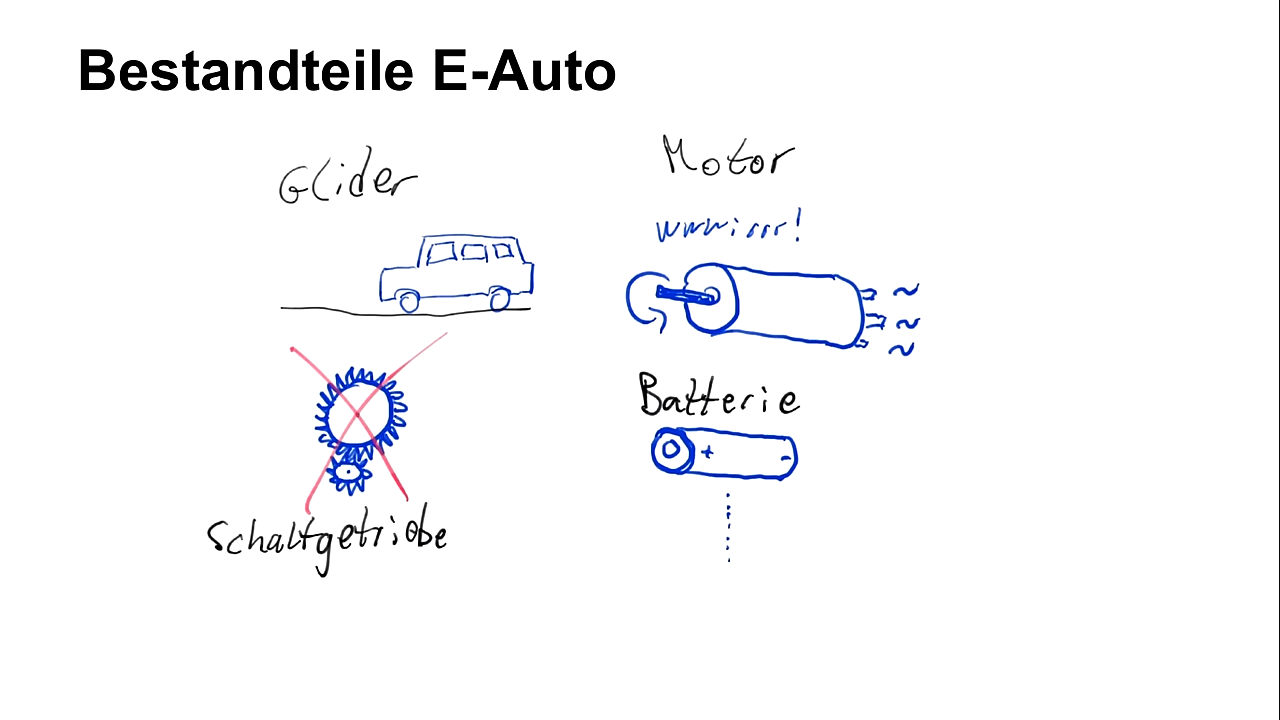 Bestandteile E-Auto
Glider
Schaltgetriebe
Motor
wwwirrr!
~
~
~
Batterie
+ -